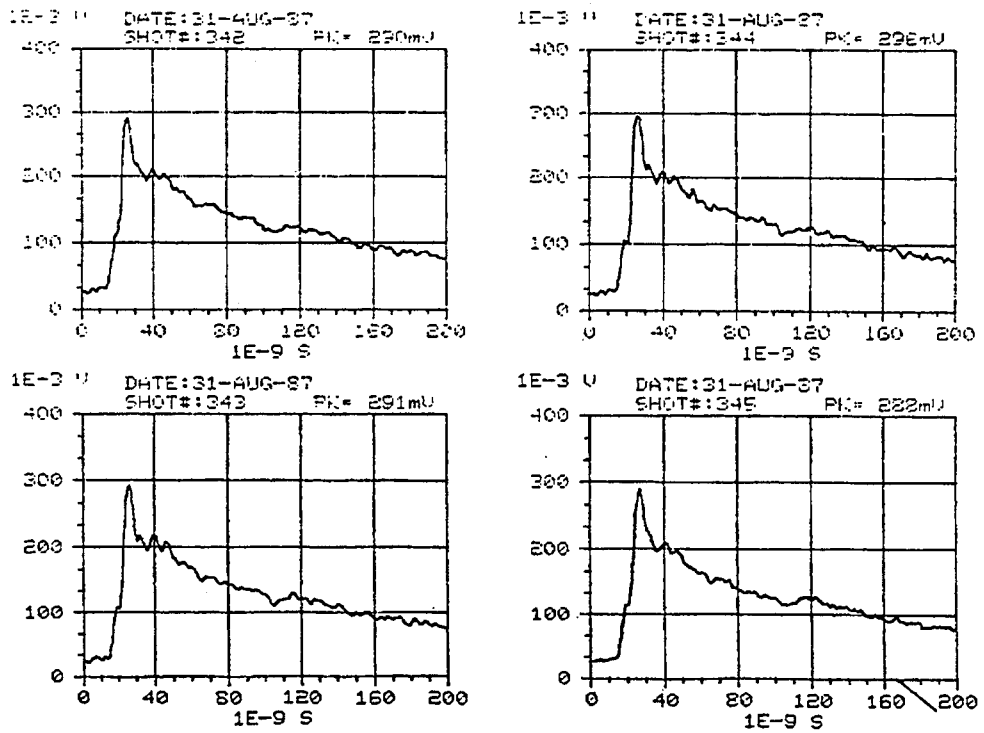 1E-3 V DATE:31-AUG-87
SHOT#:342 PK= 290mV
400
300
200
100
0
0 40 80 120 160 200
1E-9 S
1E-3 V DATE:31-AUG-87
SHOT#:344 PK= 296mV
400
300
200
100
0
0 40 80 120 160 200
1E-9 S
1E-3 V DATE:31-AUG-87
SHOT#:343 PK= 291mV
400
300
200
100
0
0 40 80 120 160 200
1E-9 S
1E-3 V DATE:31-AUG-87
SHOT#:345 PK= 288mV
400
300
200
100
0
0 40 80 120 160 200
1E-9 S